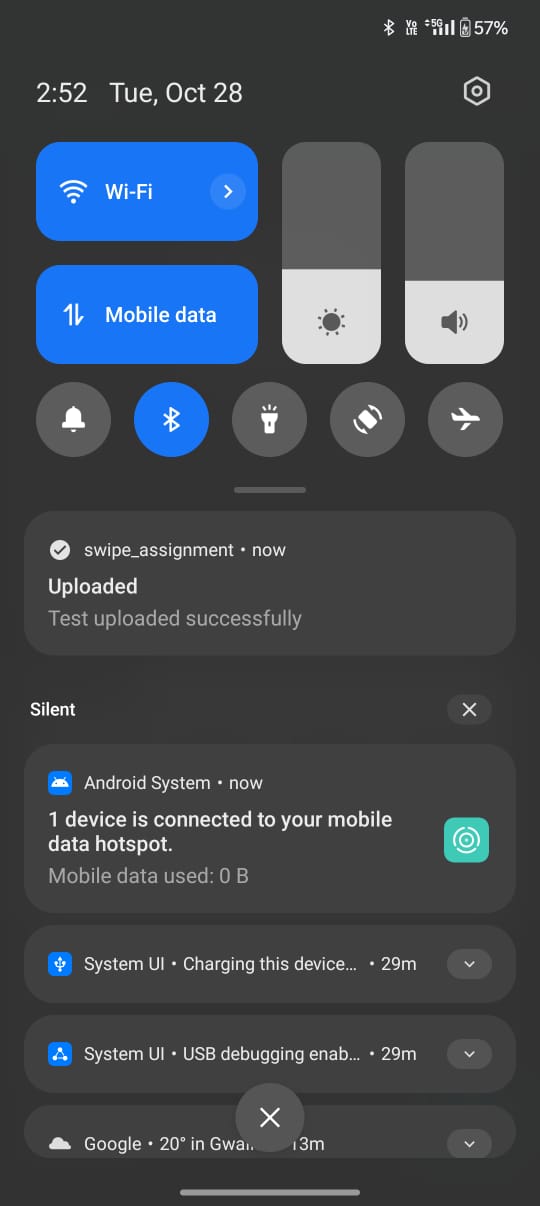 Vo LTE 5G 57%
2:52 Tue, Oct 28
Wi-Fi
Mobile data
swipe_assignment • now
Uploaded
Test uploaded successfully
Silent
Android System • now
1 device is connected to your mobile
data hotspot.
Mobile data used: 0 B
System UI • Charging this device... • 29m
System UI • USB debugging enab... • 29m
Google • 20° in 13m